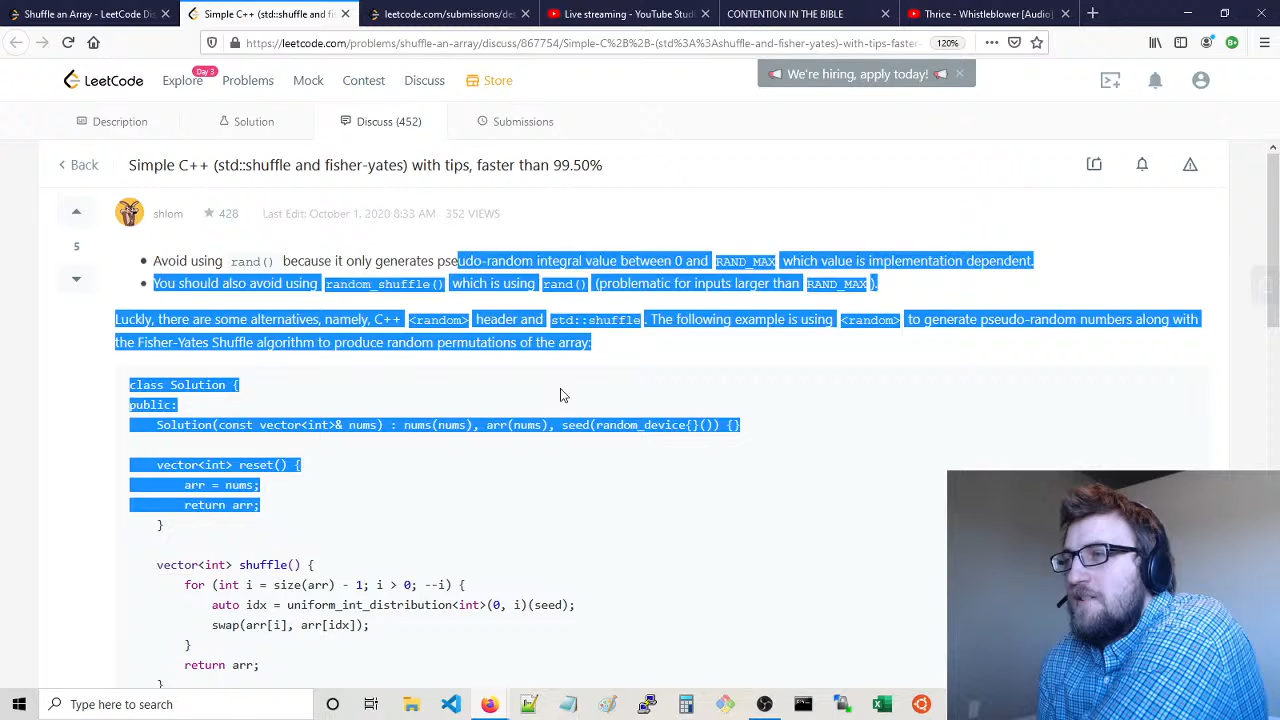 Shuffle an Array - LeetCode Dis
Simple C++ (std::shuffle and fi
leetcode.com/submissions/de
Live streaming - YouTube Studi
CONTENTION IN THE BIBLE
Thrice - Whistleblower [Audio]
https://leetcode.com/problems/shuffle-an-array/discuss/867754/Simple-C%2B%2B-(std%3A%3Ashuffle-and-fisher-yates)-with-tips-faster-
120%
LeetCode
Explore
Day 3
Problems
Mock
Contest
Discuss
Store
We're hiring, apply today!
Description
Solution
Discuss (452)
Submissions
Back
Simple C++ (std::shuffle and fisher-yates) with tips, faster than 99.50%
shlom
428
Last Edit: October 1, 2020 8:33 AM
352 VIEWS
5
Avoid using rand() because it only generates pseudo-random integral value between 0 and RAND_MAX which value is implementation dependent.
You should also avoid using random_shuffle() which is using rand() (problematic for inputs larger than RAND_MAX ).
Luckly, there are some alternatives, namely, C++ <random> header and std::shuffle . The following example is using <random> to generate pseudo-random numbers along with
the Fisher-Yates Shuffle algorithm to produce random permutations of the array:
class Solution {
public:
Solution(const vector<int>& nums) : nums(nums), arr(nums), seed(random_device{}()) {}
vector<int> reset() {
arr = nums;
return arr;
}
vector<int> shuffle() {
for (int i = size(arr) - 1; i > 0; --i) {
auto idx = uniform_int_distribution<int>(0, i)(seed);
swap(arr[i], arr[idx]);
}
return arr;
}
Type here to search